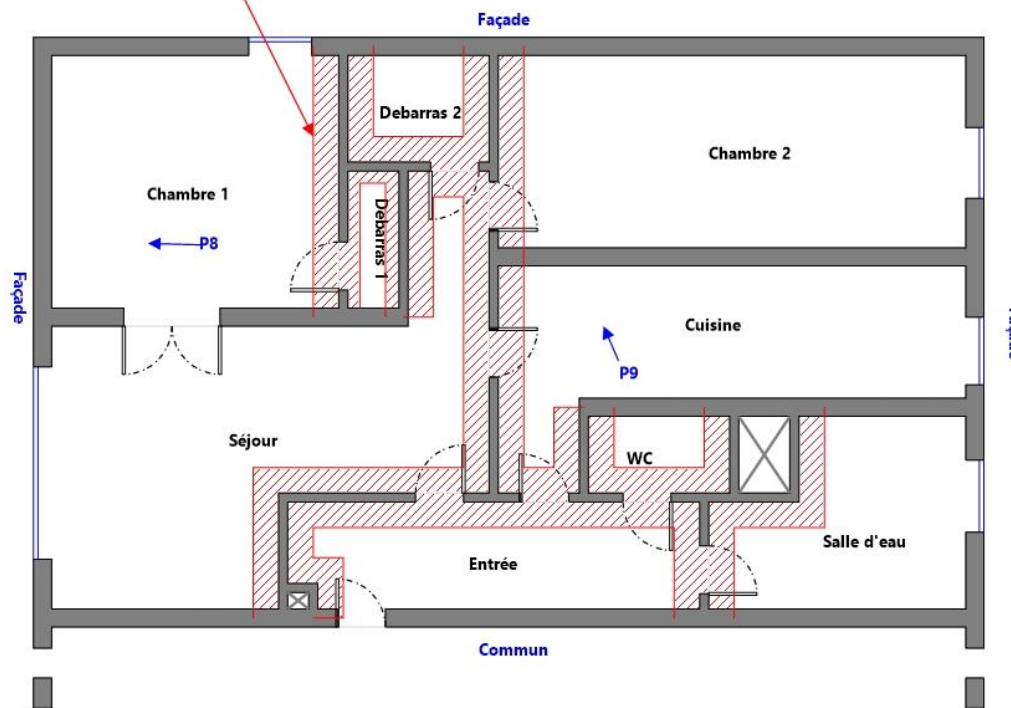 Façade
Debarras 2
Chambre 2
Chambre 1
Debarras 1
P8
Façade
Cuisine
P9
Séjour
WC
Salle d'eau
Entrée
Commun